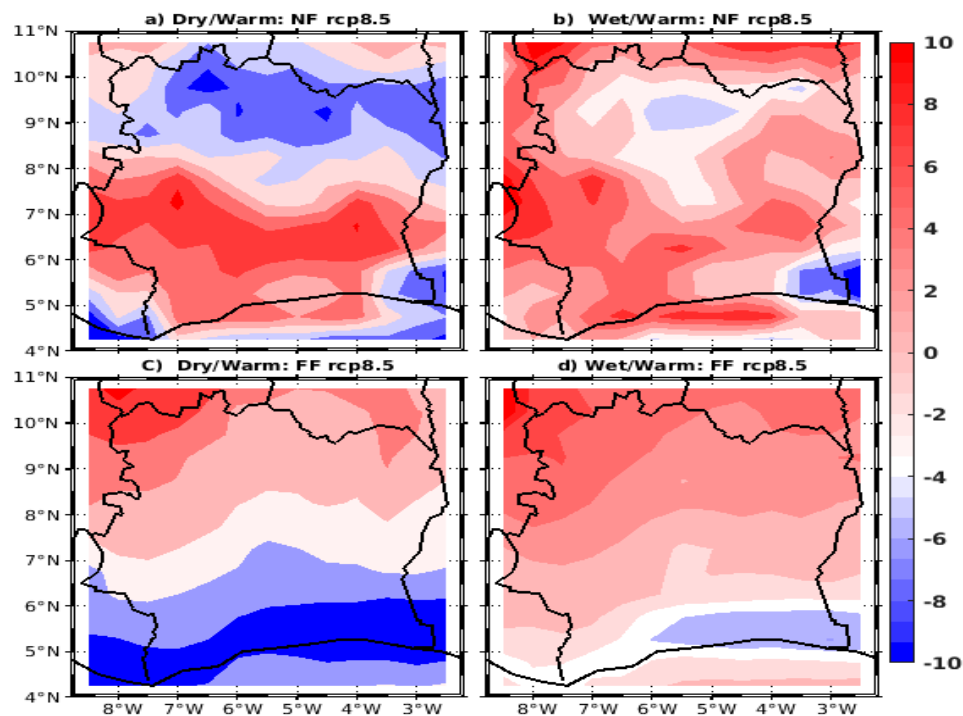 a) Dry/Warm: NF rcp8.5
b) Wet/Warm: NF rcp8.5
11°N
10°N
9°N
8°N
7°N
6°N
5°N
4°N
10
8
6
4
2
0
-2
-4
-6
-8
-10
C) Dry/Warm: FF rcp8.5
d) Wet/Warm: FF rcp8.5
11°N
10°N
9°N
8°N
7°N
6°N
5°N
4°N
8°W 7°W 6°W 5°W 4°W 3°W
8°W 7°W 6°W 5°W 4°W 3°W